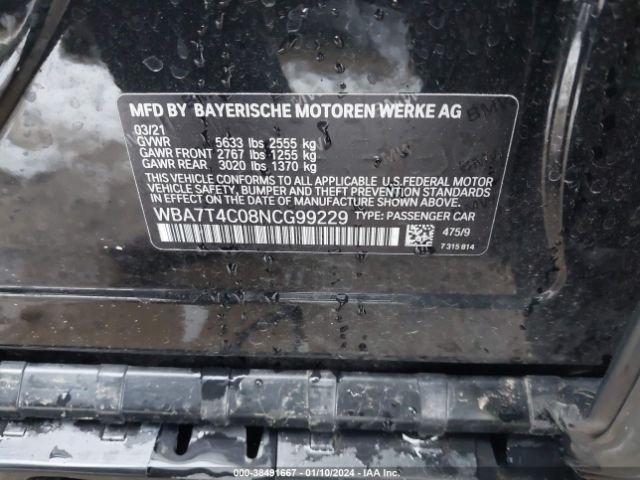 MFD BY BAYERISCHE MOTOREN WERKE AG
03/21
GVWR 5633 lbs 2555 kg
GAWR FRONT 2767 lbs 1255 kg
GAWR REAR 3020 lbs 1370 kg
THIS VEHICLE CONFORMS TO ALL APPLICABLE U.S.FEDERAL MOTOR
VEHICLE SAFETY, BUMPER AND THEFT PREVENTION STANDARDS
IN EFFECT ON THE DATE OF MANUFACTURE SHOWN ABOVE.
WBA7T4C08NCG99229 TYPE: PASSENGER CAR
475/9
7 315 814
000 - 38491667 - 01/10/2024 - IAA Inc.